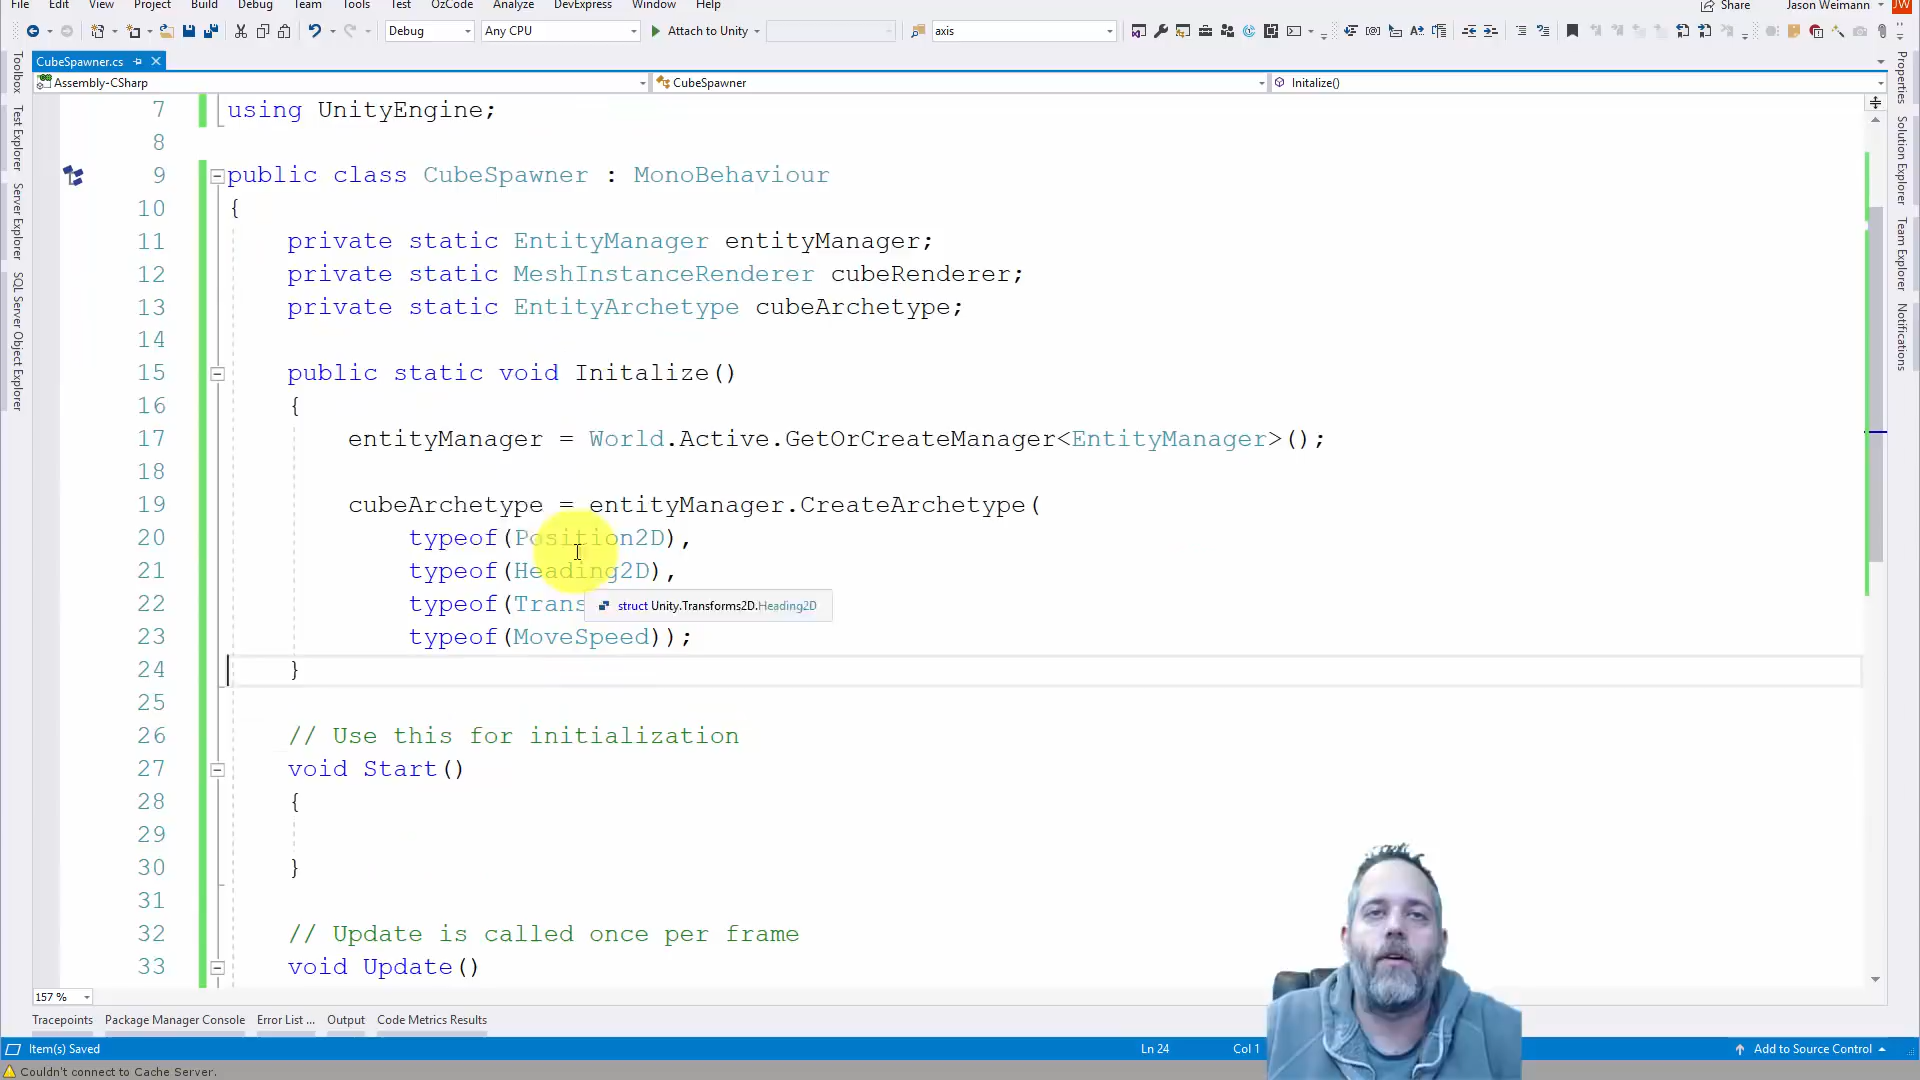 File Edit View Project Build Debug Team Tools Test OzCode Analyze DevExpress Window Help Share Jason Weimann JW
Debug Any CPU Attach to Unity axis
CubeSpawner.cs
Assembly-CSharp CubeSpawner Initalize()
7 using UnityEngine;
8
9 public class CubeSpawner : MonoBehaviour
10 {
11 private static EntityManager entityManager;
12 private static MeshInstanceRenderer cubeRenderer;
13 private static EntityArchetype cubeArchetype;
14
15 public static void Initalize()
16 {
17 entityManager = World.Active.GetOrCreateManager<EntityManager>();
18
19 cubeArchetype = entityManager.CreateArchetype(
20 typeof(Position2D),
21 typeof(Heading2D),
22 typeof(Trans
struct Unity.Transforms2D.Heading2D
23 typeof(MoveSpeed));
24 }
25
26 // Use this for initialization
27 void Start()
28 {
29
30 }
31
32 // Update is called once per frame
33 void Update()
157 %
Tracepoints Package Manager Console Error List ... Output Code Metrics Results
Item(s) Saved Ln 24 Col 1 Add to Source Control
Couldn't connect to Cache Server.
Toolbox
Test Explorer
Server Explorer
SQL Server Object Explorer
Properties
Solution Explorer
Team Explorer
Notifications